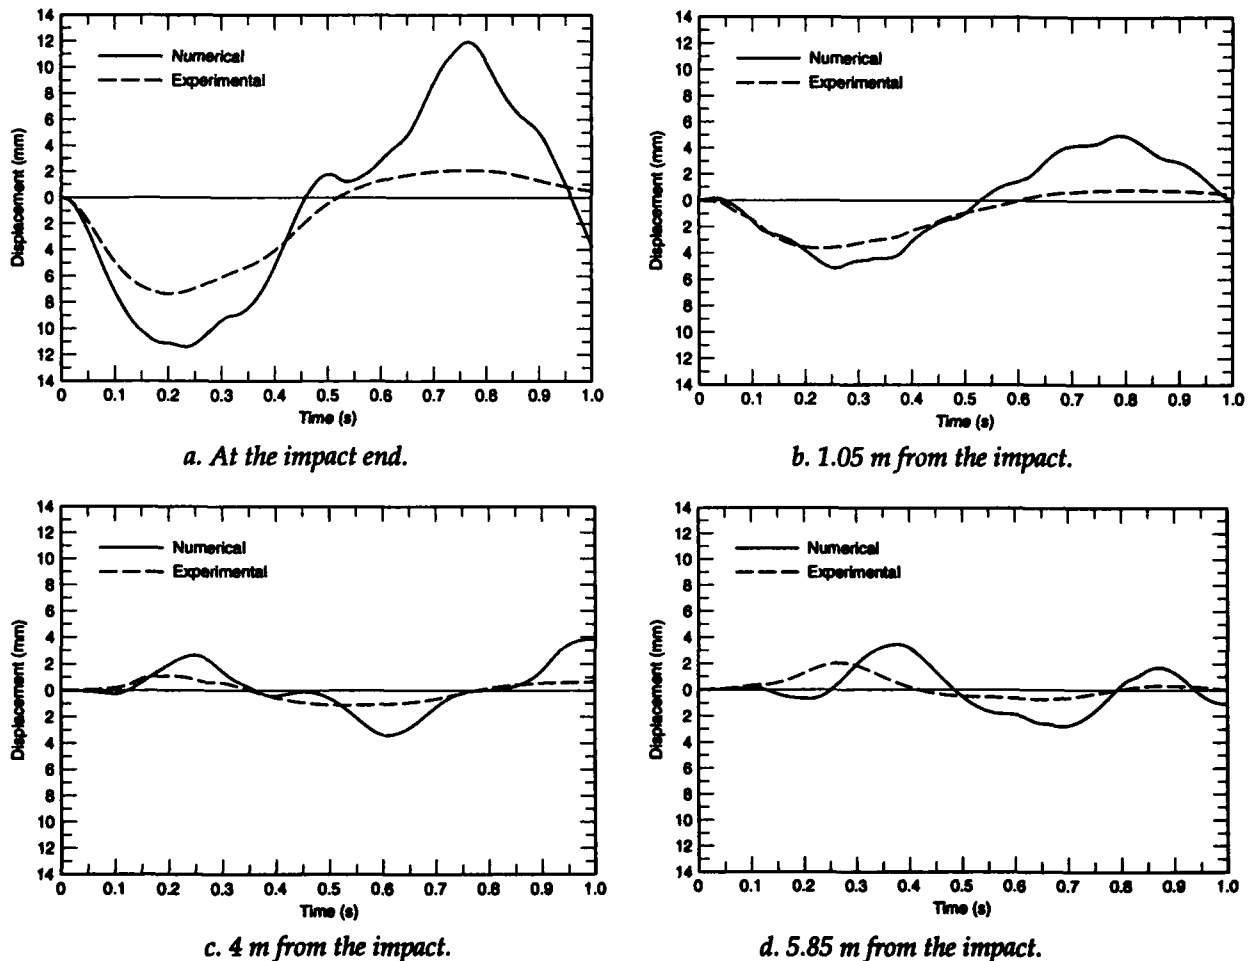 14
12
10
8
6
4
2
0
2
4
6
8
10
12
14
Displacement (mm)
Numerical
Experimental
0 0.1 0.2 0.3 0.4 0.5 0.6 0.7 0.8 0.9 1.0
Time (s)
a. At the impact end.
14
12
10
8
6
4
2
0
2
4
6
8
10
12
14
Displacement (mm)
Numerical
Experimental
0 0.1 0.2 0.3 0.4 0.5 0.6 0.7 0.8 0.9 1.0
Time (s)
b. 1.05 m from the impact.
14
12
10
8
6
4
2
0
2
4
6
8
10
12
14
Displacement (mm)
Numerical
Experimental
0 0.1 0.2 0.3 0.4 0.5 0.6 0.7 0.8 0.9 1.0
Time (s)
c. 4 m from the impact.
14
12
10
8
6
4
2
0
2
4
6
8
10
12
14
Displacement (mm)
Numerical
Experimental
0 0.1 0.2 0.3 0.4 0.5 0.6 0.7 0.8 0.9 1.0
Time (s)
d. 5.85 m from the impact.